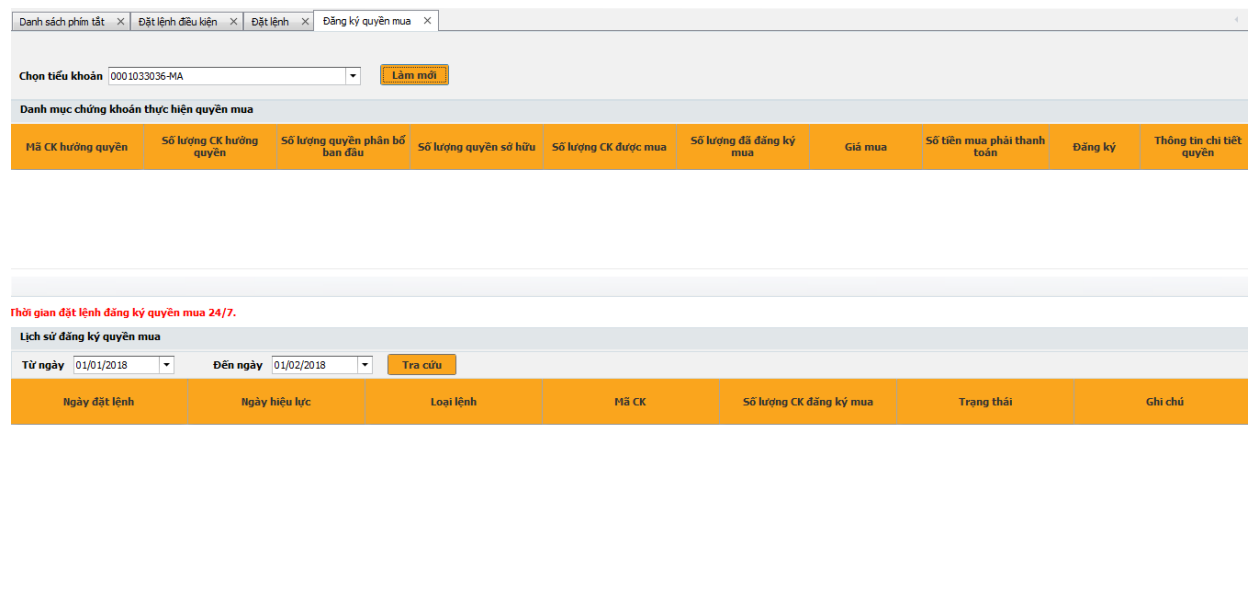 Danh sách phím tắt Đặt lệnh điều kiện Đặt lệnh Đăng ký quyền mua
Chọn tiểu khoản 0001033036-MA Làm mới
Danh mục chứng khoán thực hiện quyền mua
Mã CK hưởng quyền Số lượng CK hưởng quyền Số lượng quyền phân bổ ban đầu Số lượng quyền sở hữu Số lượng CK được mua Số lượng đã đăng ký mua Giá mua Số tiền mua phải thanh toán Đăng ký Thông tin chi tiết quyền
Thời gian đặt lệnh đăng ký quyền mua 24/7.
Lịch sử đăng ký quyền mua
Từ ngày 01/01/2018 Đến ngày 01/02/2018 Tra cứu
Ngày đặt lệnh Ngày hiệu lực Loại lệnh Mã CK Số lượng CK đăng ký mua Trạng thái Ghi chú